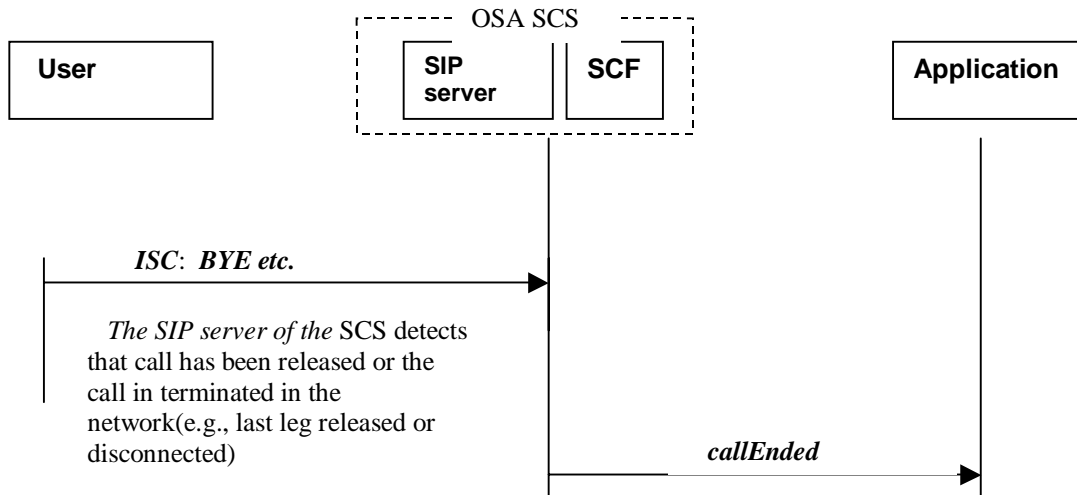 OSA SCS
User
SIP
server
SCF
Application
ISC: BYE etc.
The SIP server of the SCS detects
that call has been released or the
call in terminated in the
network(e.g., last leg released or
disconnected)
callEnded